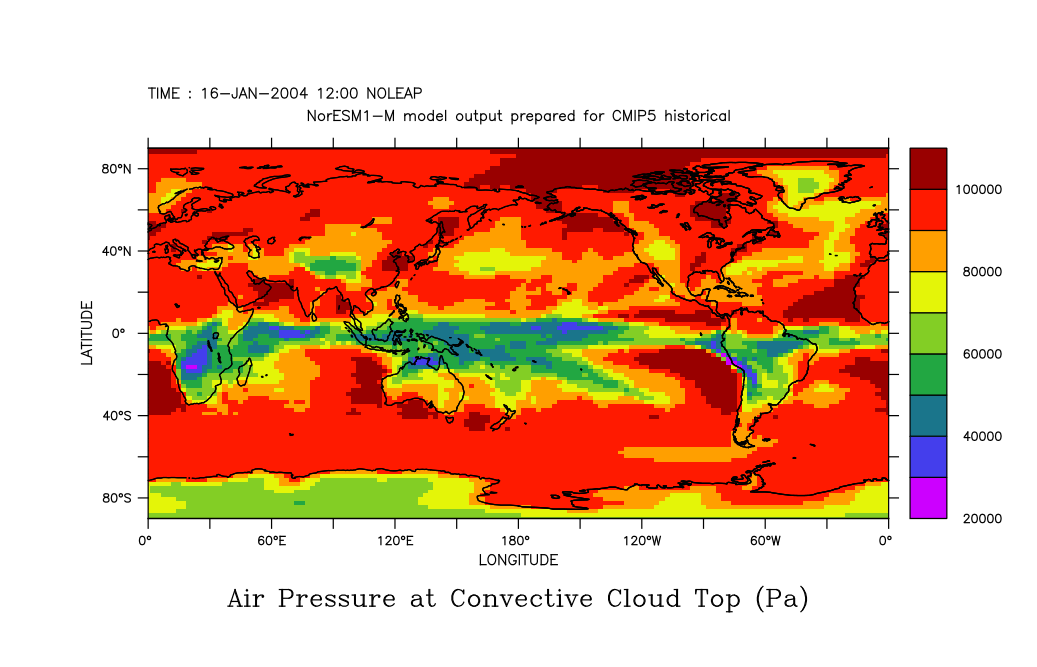 TIME : 16-JAN-2004 12:00 NOLEAP
NorESM1-M model output prepared for CMIP5 historical
80°N
40°N
0°
40°S
80°S
LATITUDE
0°
60°E
120°E
180°
120°W
60°W
0°
LONGITUDE
100000
80000
60000
40000
20000
Air Pressure at Convective Cloud Top (Pa)